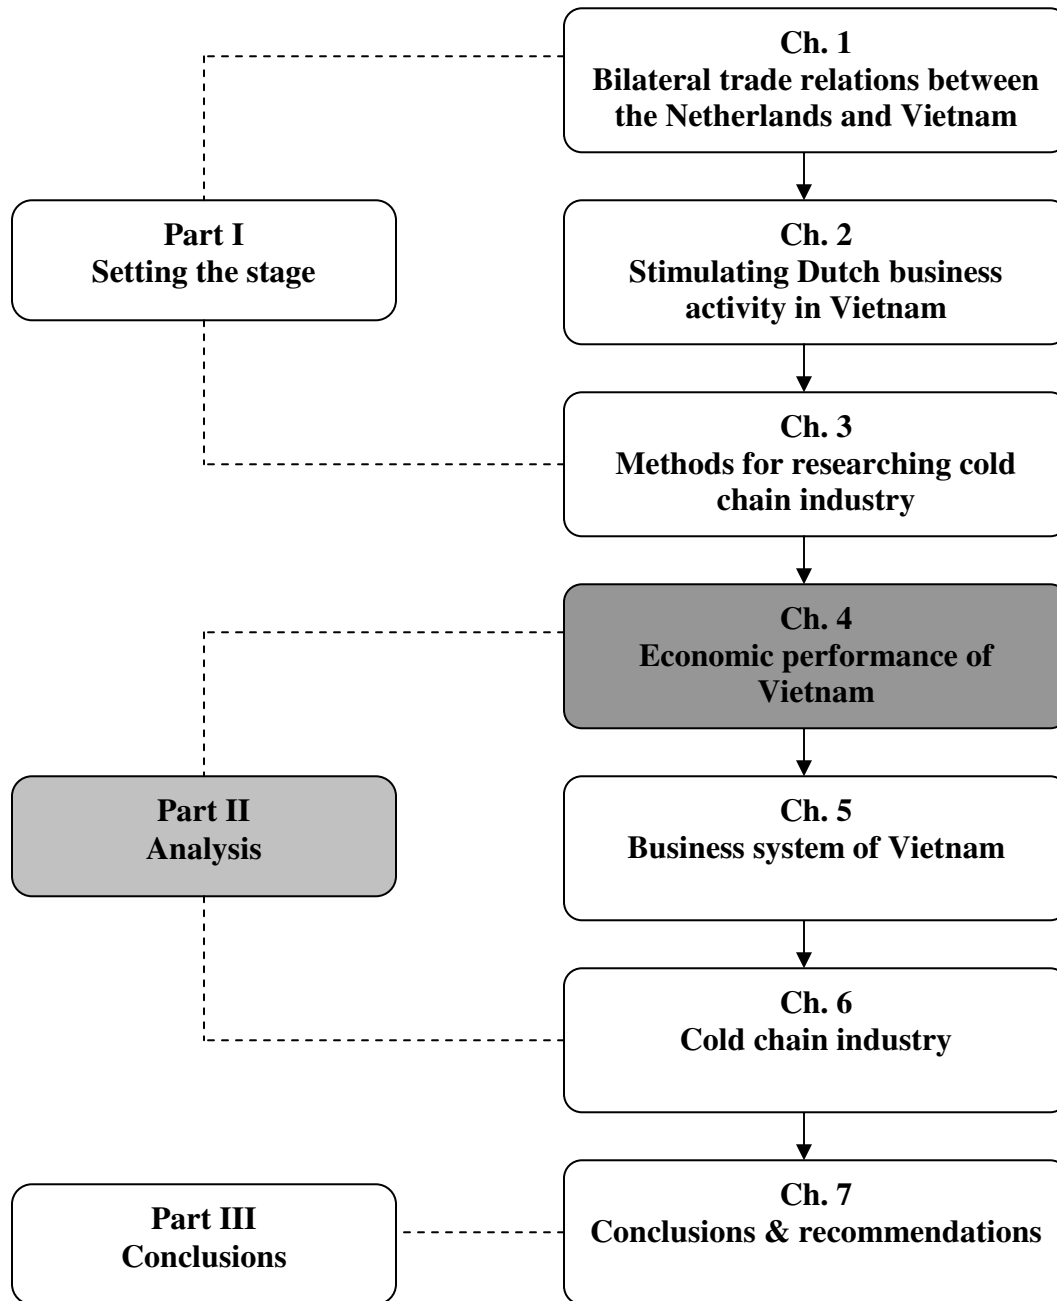 Ch. 1
Bilateral trade relations between
the Netherlands and Vietnam
Part I
Setting the stage
Ch. 2
Stimulating Dutch business
activity in Vietnam
Ch. 3
Methods for researching cold
chain industry
Ch. 4
Economic performance of
Vietnam
Part II
Analysis
Ch. 5
Business system of Vietnam
Ch. 6
Cold chain industry
Part III
Conclusions
Ch. 7
Conclusions & recommendations